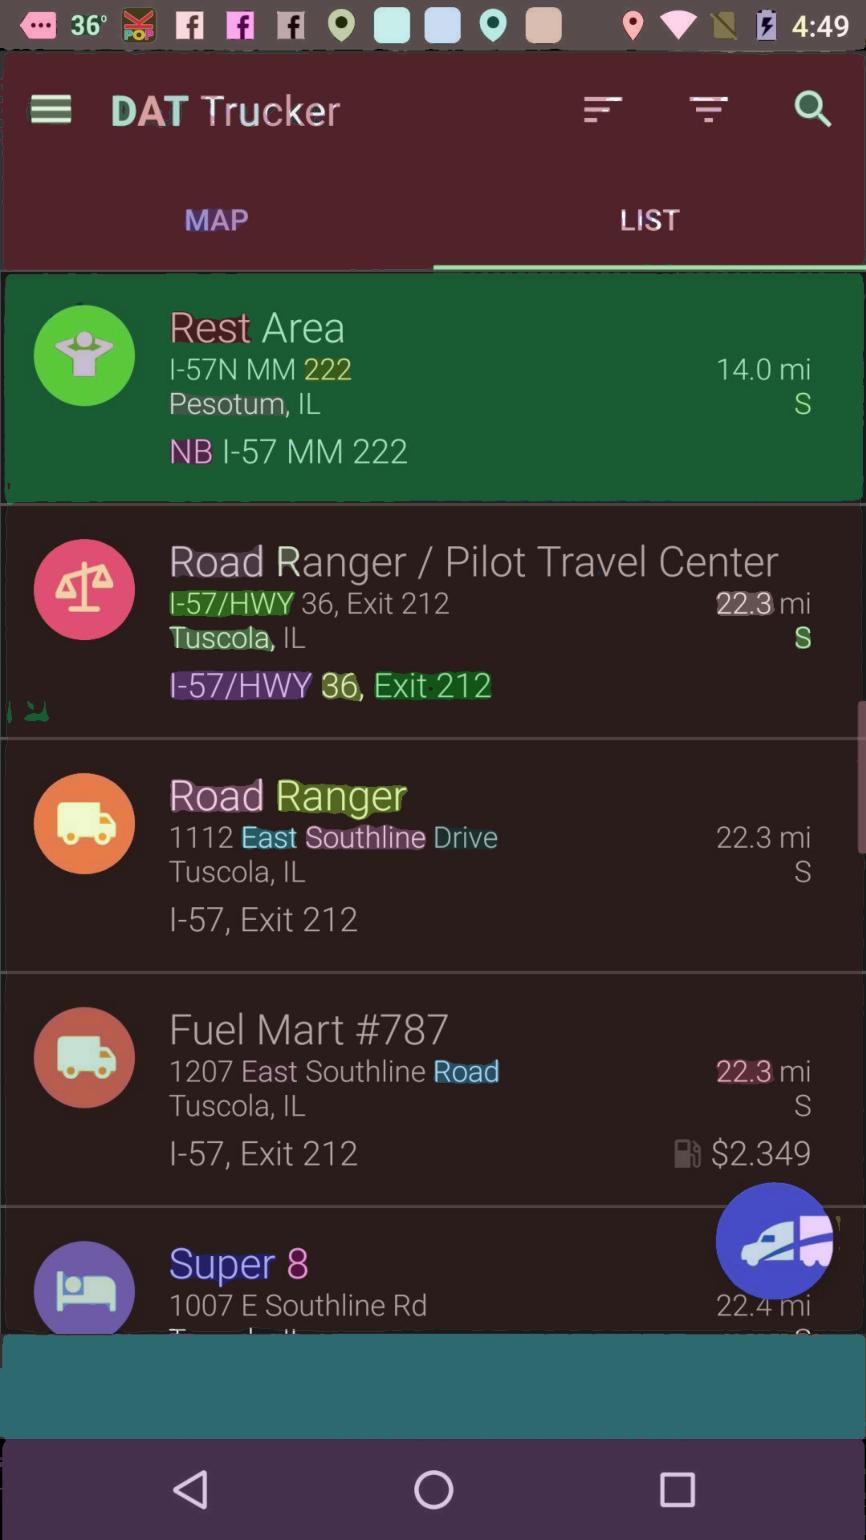 36°
4:49
DAT Trucker
MAP
LIST
Rest Area
I-57N MM 222
14.0 mi
Pesotum, IL
S
NB I-57 MM 222
Road Ranger / Pilot Travel Center
I-57/HWY 36, Exit 212
22.3 mi
Tuscola, IL
S
I-57/HWY 36, Exit 212
Road Ranger
1112 East Southline Drive
22.3 mi
Tuscola, IL
S
I-57, Exit 212
Fuel Mart #787
1207 East Southline Road
22.3 mi
Tuscola, IL
S
I-57, Exit 212
$2.349
Super 8
1007 E Southline Rd
22.4 mi